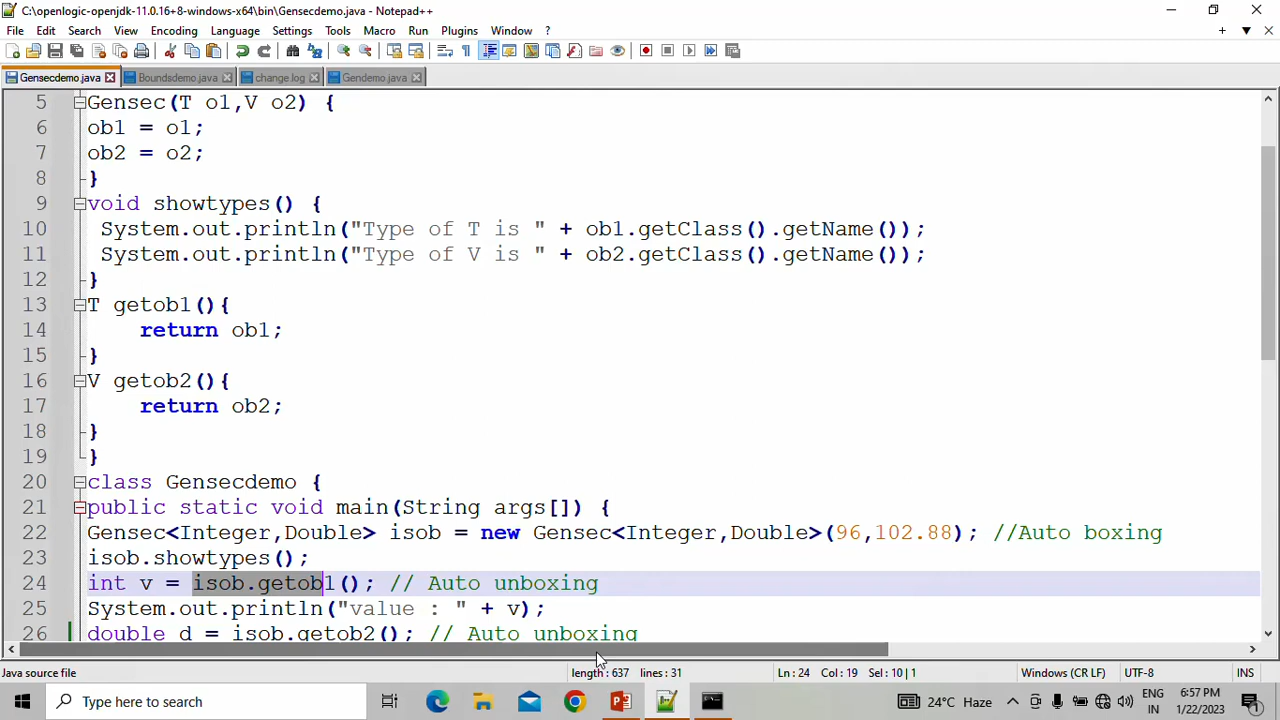 C:\openlogic-openjdk-11.0.16+8-windows-x64\bin\Gensecdemo.java - Notepad++
File Edit Search View Encoding Language Settings Tools Macro Run Plugins Window ?
Gensecdemo.java Boundsdemo.java change.log Gendemo.java
5 Gensec(T o1,V o2) {
6 ob1 = o1;
7 ob2 = o2;
8 }
9 void showtypes() {
10 System.out.println("Type of T is " + ob1.getClass().getName());
11 System.out.println("Type of V is " + ob2.getClass().getName());
12 }
13 T getob1(){
14 return ob1;
15 }
16 V getob2(){
17 return ob2;
18 }
19 }
20 class Gensecdemo {
21 public static void main(String args[]) {
22 Gensec<Integer,Double> isob = new Gensec<Integer,Double>(96,102.88); //Auto boxing
23 isob.showtypes();
24 int v = isob.getob1(); // Auto unboxing
25 System.out.println("value : " + v);
26 double d = isob.getob2(); // Auto unboxing
Java source file length : 637 lines : 31 Ln : 24 Col : 19 Sel : 10 | 1 Windows (CR LF) UTF-8 INS
Type here to search 24°C Haze ENG 6:57 PM
IN 1/22/2023